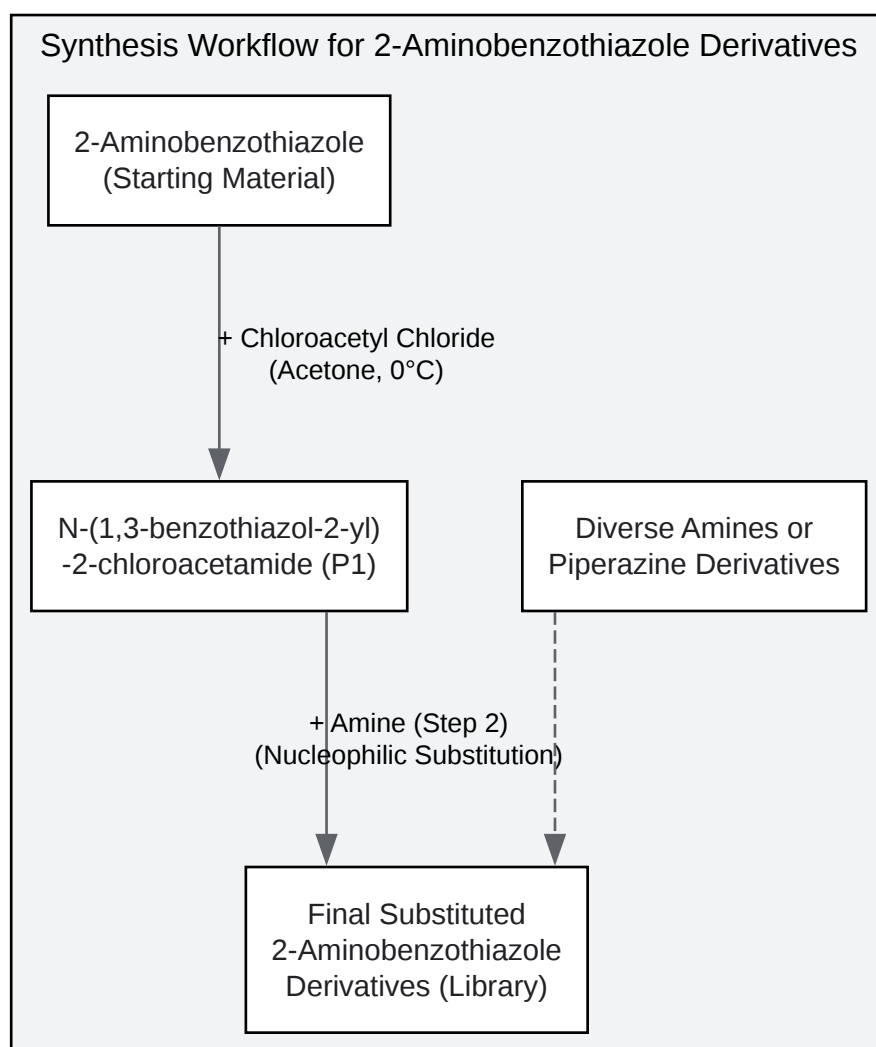 Synthesis Workflow for 2-Aminobenzothiazole Derivatives
2-Aminobenzothiazole
(Starting Material)
+ Chloroacetyl Chloride
(Acetone, 0°C)
N-(1,3-benzothiazol-2-yl)
-2-chloroacetamide (P1)
Diverse Amines or
Piperazine Derivatives
+ Amine (Step 2)
(Nucleophilic Substitution)
Final Substituted
2-Aminobenzothiazole
Derivatives (Library)